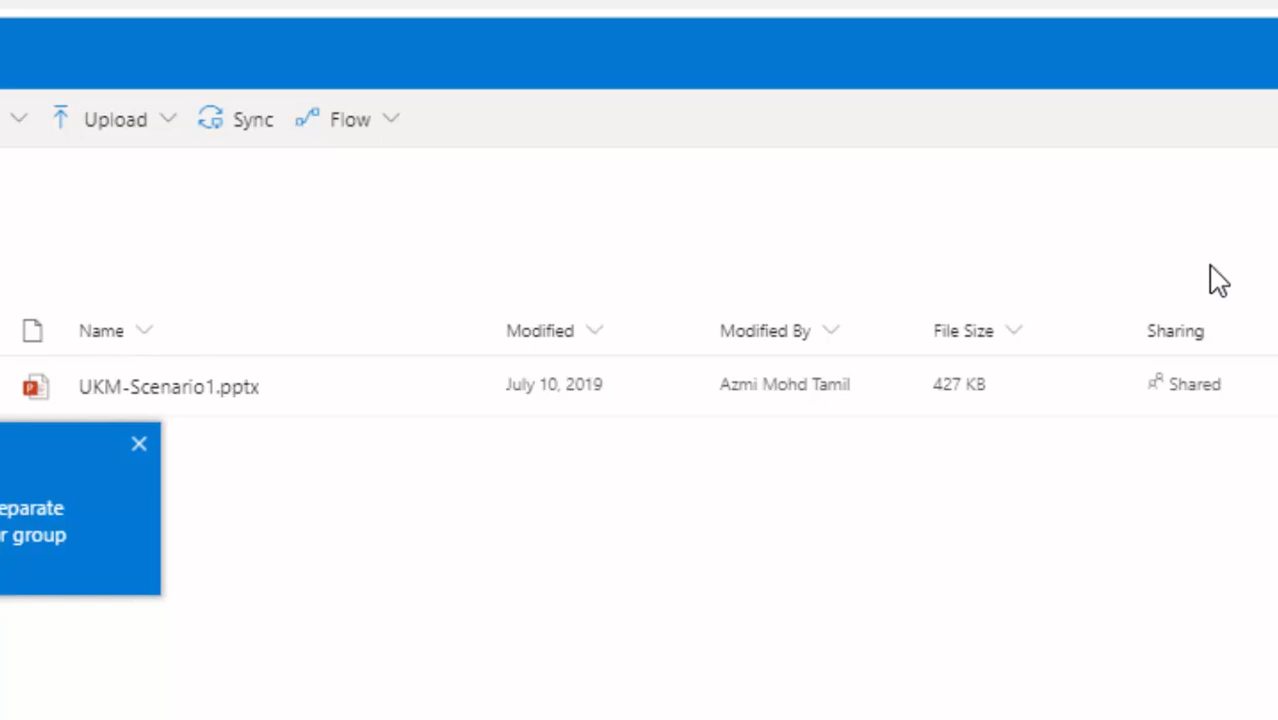 Upload Sync Flow
Name Modified Modified By File Size Sharing
UKM-Scenario1.pptx July 10, 2019 Azmi Mohd Tamil 427 KB Shared
eparate
r group